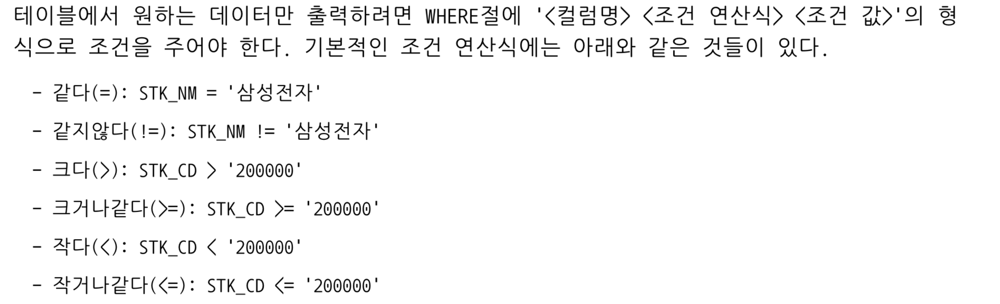 테이블에서 원하는 데이터만 출력하려면 WHERE절에 '<컬럼명> <조건 연산식> <조건 값>'의 형
식으로 조건을 주어야 한다. 기본적인 조건 연산식에는 아래와 같은 것들이 있다.
- 같다(=): STK_NM = '삼성전자'
- 같지않다(!=): STK_NM != '삼성전자'
- 크다(>): STK_CD > '200000'
- 크거나같다(>=): STK_CD >= '200000'
- 작다(<): STK_CD < '200000'
- 작거나같다(<=): STK_CD <= '200000'